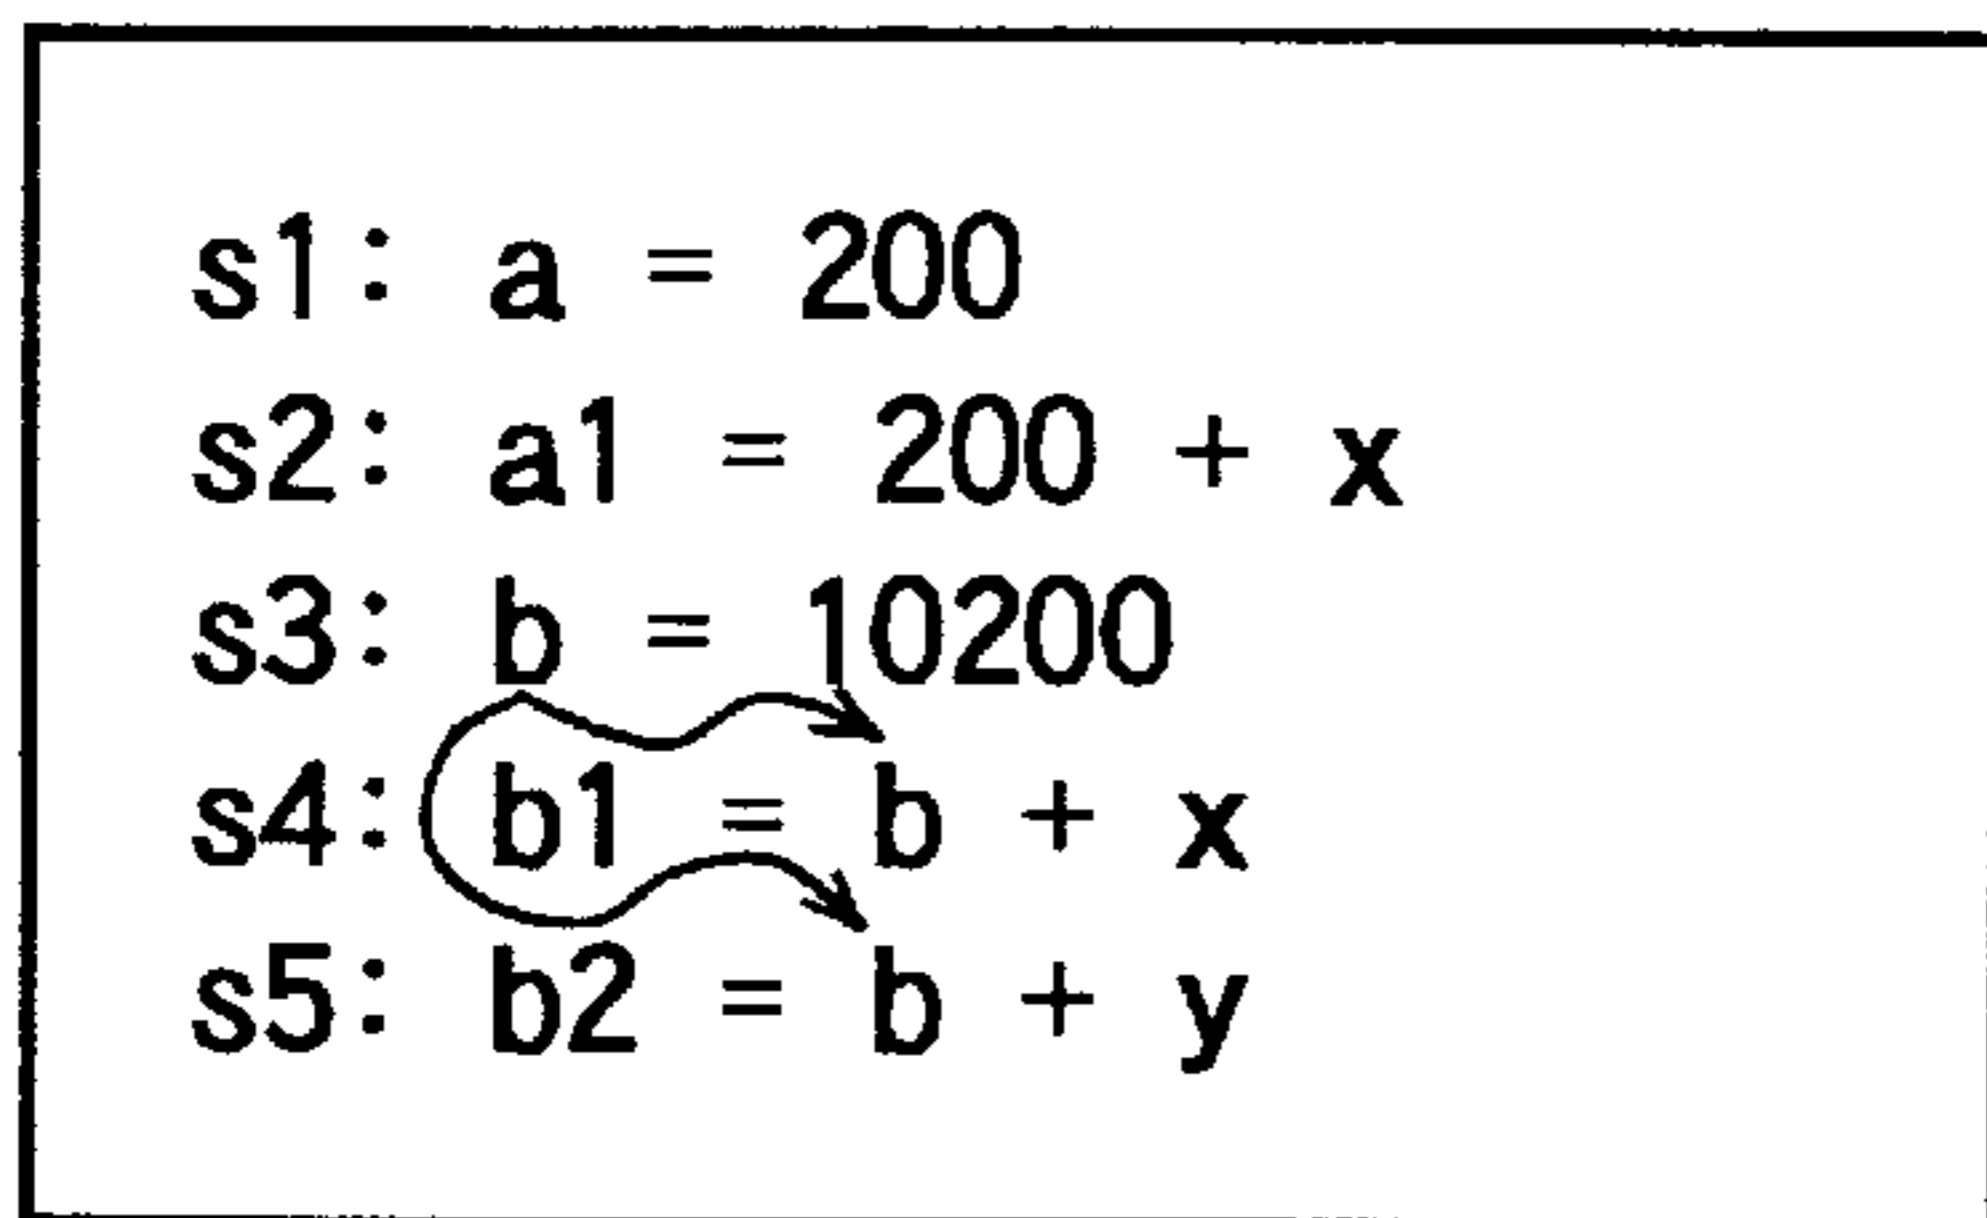 s1: a = 200
s2: a1 = 200 + x
s3: b = 10200
s4: b1 = b + x
s5: b2 = b + y